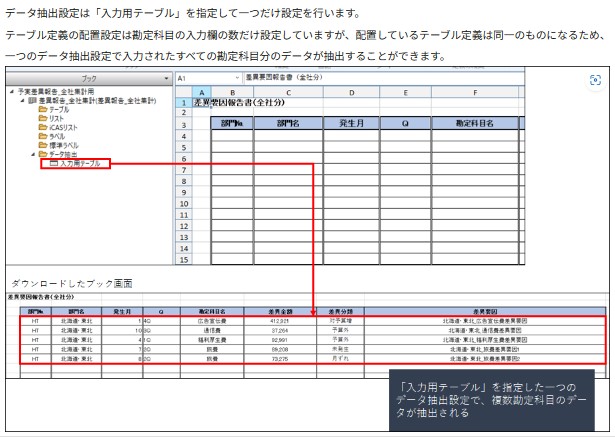 データ抽出設定は「入力用テーブル」を指定して一つだけ設定を行います。
テーブル定義の配置設定は勘定科目の入力欄の数だけ設定していますが、配置しているテーブル定義は同一のものになるため、
一つのデータ抽出設定で入力されたすべての勘定科目分のデータが抽出することができます。
ブック
A1 差異要因報告書(全社分)
予実差異報告_全社集計用
差異報告_全社集計(差異報告_全社集計)
テーブル
リスト
iCASリスト
ラベル
標準ラベル
データ抽出
入力用テーブル
A B C D E F
1 差異要因報告書(全社分)
2
3 部門No. 部門名 発生月 Q 勘定科目名
4
5
6
7
8
9
10
11
12
13
14
15
ダウンロードしたブック画面
差異要因報告書(全社分)
部門No. 部門名 発生月 Q 勘定科目名 差異金額 差異分類 差異要因
HT 北海道・東北 1 4Q 広告宣伝費 412,321 対予算増 北海道・東北_広告宣伝費差異要因
HT 北海道・東北 10 3Q 通信費 37,264 予算外 北海道・東北_通信費差異要因
HT 北海道・東北 4 1Q 福利厚生費 92,991 予算外 北海道・東北_福利厚生費差異要因
HT 北海道・東北 7 2Q 旅費 89,208 未発生 北海道・東北_旅費差異要因1
HT 北海道・東北 8 2Q 旅費 73,275 月ずれ 北海道・東北_旅費差異要因2
「入力用テーブル」を指定した一つの
データ抽出設定で、複数勘定科目のデー
タが抽出される